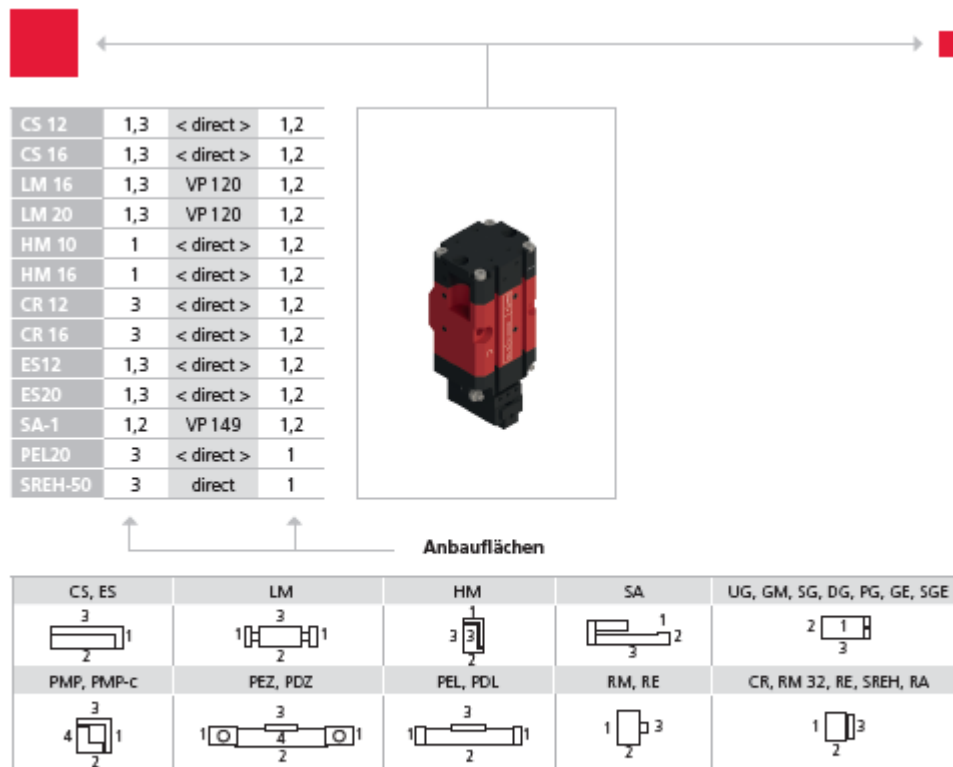 CS 12 1,3 < direct > 1,2
CS 16 1,3 < direct > 1,2
LM 16 1,3 VP 120 1,2
LM 20 1,3 VP 120 1,2
HM 10 1 < direct > 1,2
HM 16 1 < direct > 1,2
CR 12 3 < direct > 1,2
CR 16 3 < direct > 1,2
ES12 1,3 < direct > 1,2
ES20 1,3 < direct > 1,2
SA-1 1,2 VP 149 1,2
PEL20 3 < direct > 1
SREH-50 3 direct 1
Anbauflächen
CS, ES LM HM SA UG, GM, SG, DG, PG, GE, SGE
3 3 1 1
1 1 1 3 3 2 2 1
2 2 2 3 3
PMP, PMP-c PEZ, PDZ PEL, PDL RM, RE CR, RM 32, RE, SREH, RA
3 3 3
4 1 1 4 1 1 1 1 3 1 3
2 2 2 2 2